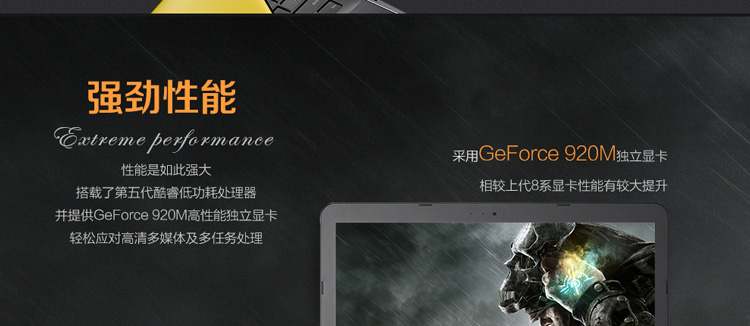 强劲性能
Extreme performance
性能是如此强大
搭载了第五代酷睿低功耗处理器
并提供GeForce 920M高性能独立显卡
轻松应对高清多媒体及多任务处理
采用GeForce 920M独立显卡
相较上代8系显卡性能有较大提升